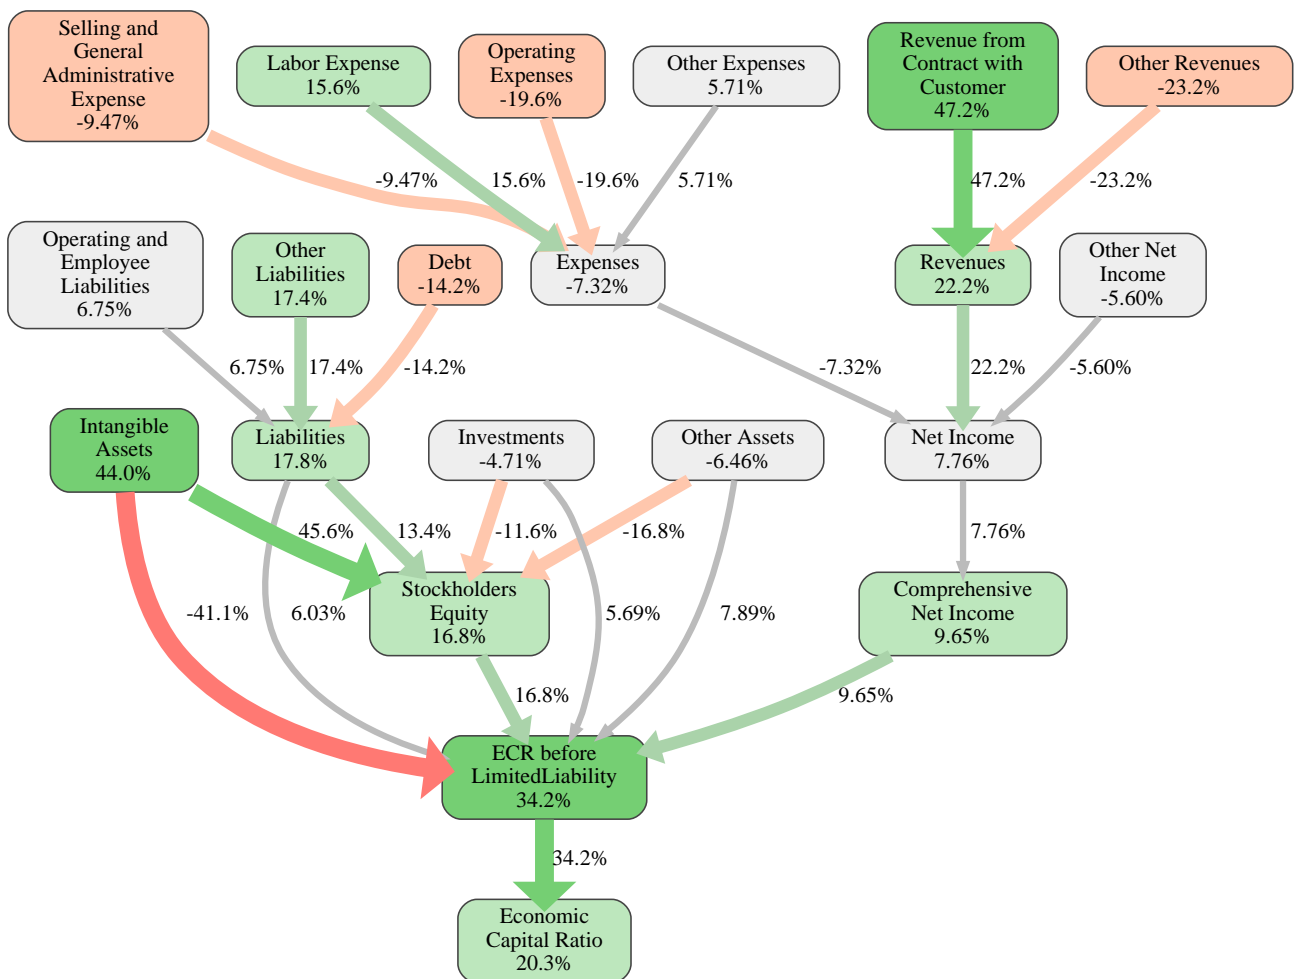 Selling and
General
Administrative
Expense
-9.47%
Labor Expense
15.6%
Operating
Expenses
-19.6%
Other Expenses
5.71%
Revenue from
Contract with
Customer
47.2%
Other Revenues
-23.2%
-9.47%
15.6%
-19.6%
5.71%
47.2%
-23.2%
Operating and
Employee
Liabilities
6.75%
Other
Liabilities
17.4%
Debt
-14.2%
Expenses
-7.32%
Revenues
22.2%
Other Net
Income
-5.60%
6.75%
17.4%
-14.2%
-7.32%
22.2%
-5.60%
Intangible
Assets
44.0%
Liabilities
17.8%
Investments
-4.71%
Other Assets
-6.46%
Net Income
7.76%
45.6%
13.4%
-11.6%
-16.8%
7.76%
-41.1%
6.03%
Stockholders
Equity
16.8%
5.69%
7.89%
Comprehensive
Net Income
9.65%
16.8%
9.65%
ECR before
LimitedLiability
34.2%
34.2%
Economic
Capital Ratio
20.3%